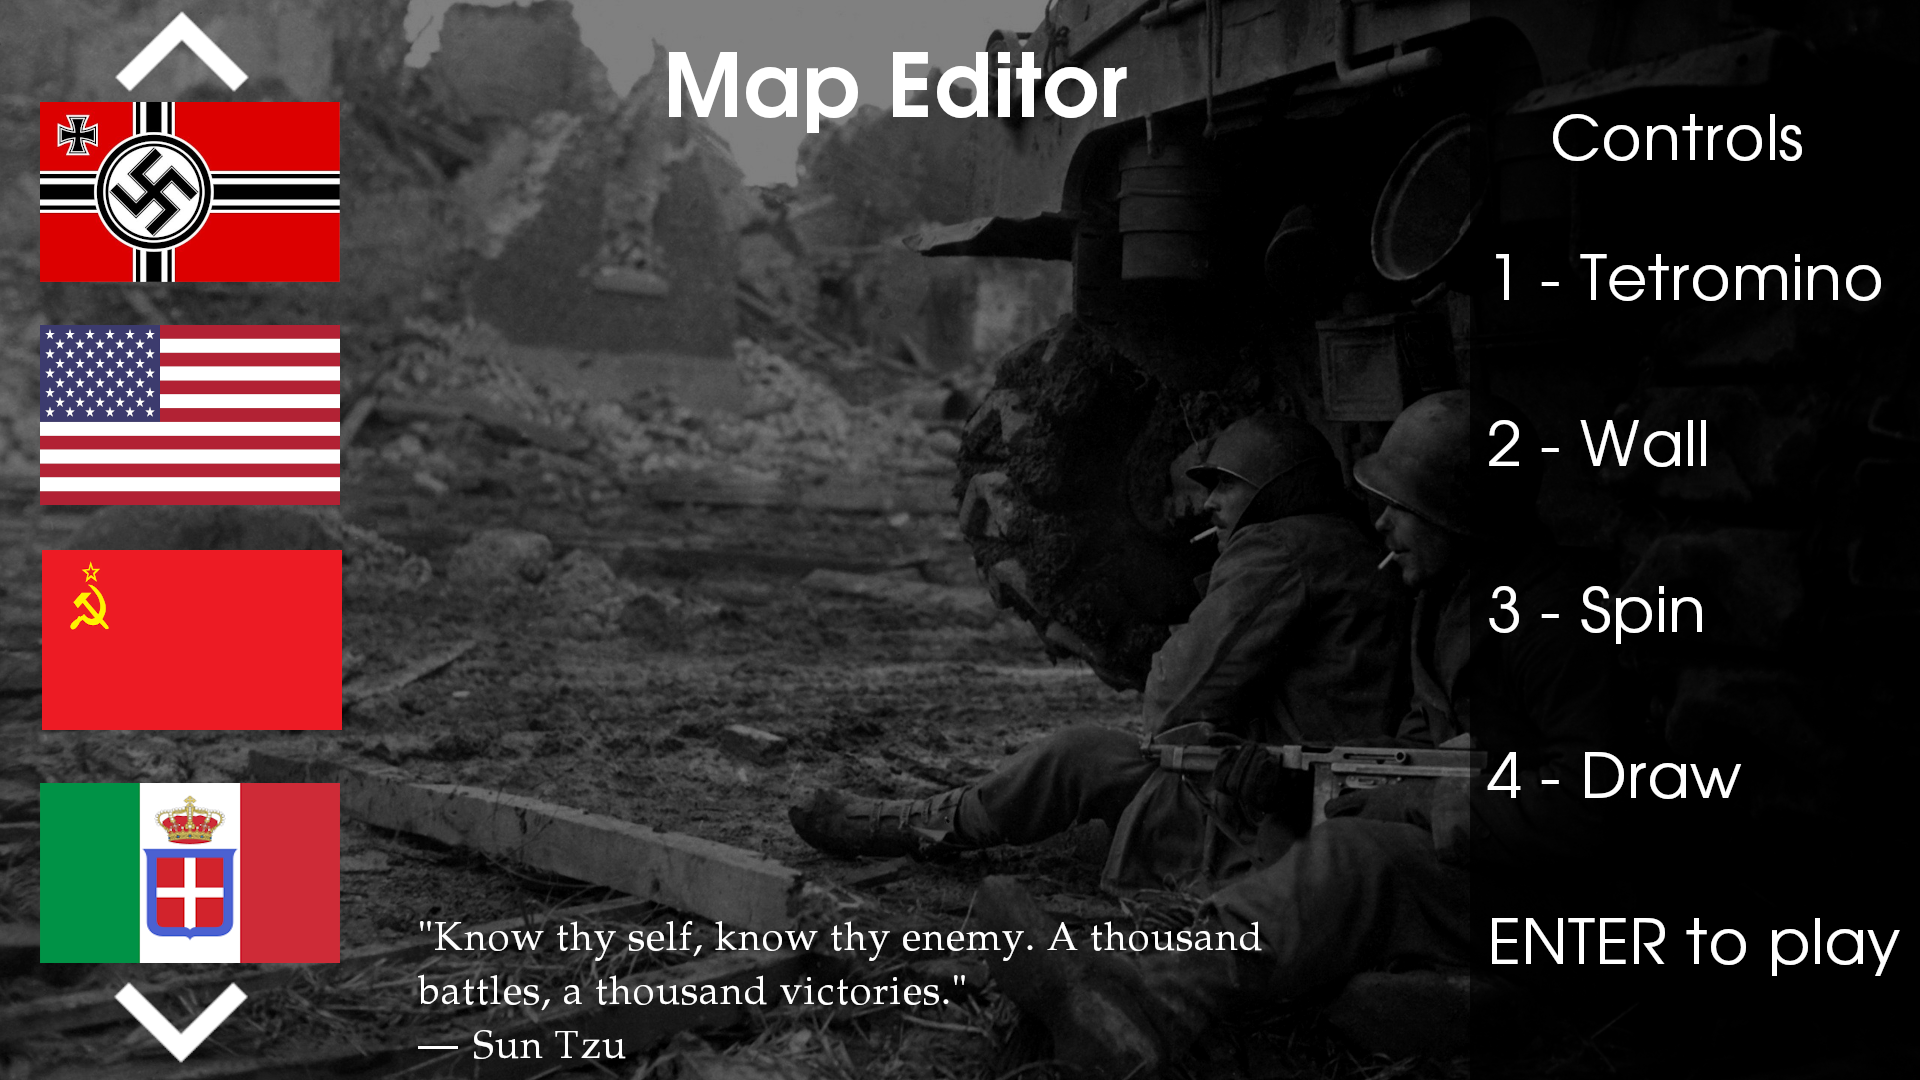 Map Editor
Controls
1 - Tetromino
2 - Wall
3 - Spin
4 - Draw
ENTER to play
"Know thy self, know thy enemy. A thousand
battles, a thousand victories."
— Sun Tzu